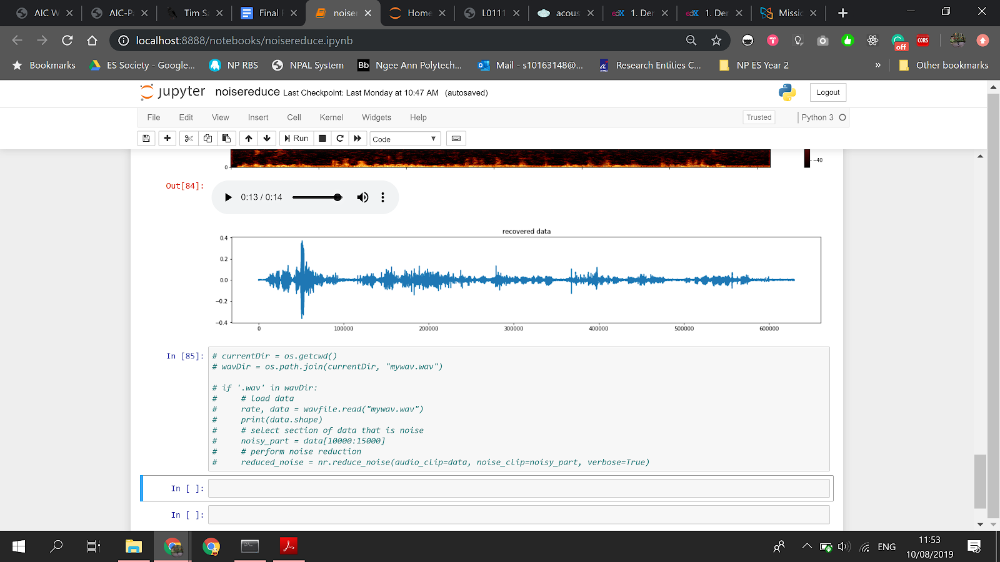 AIC W
AIC-P
Tim S
Final
noiser
Home
L0111
acous
edX 1. Der
edX 1. Der
Missic
localhost:8888/notebooks/noisereduce.ipynb
off
CORS
Bookmarks
ES Society - Google...
NP RBS
NPAL System
Bb Ngee Ann Polytech...
Mail - s10163148@...
Research Entities C...
NP ES Year 2
»
Other bookmarks
jupyter noisereduce Last Checkpoint: Last Monday at 10:47 AM (autosaved)
Logout
File Edit View Insert Cell Kernel Widgets Help
Trusted
Python 3
Run
Code
0
-40
Out[84]:
0:13 / 0:14
recovered data
0.4
0.2
0.0
-0.2
-0.4
0 100000 200000 300000 400000 500000 600000
In [85]:
# currentDir = os.getcwd()
# wavDir = os.path.join(currentDir, "mywav.wav")
# if '.wav' in wavDir:
#     # load data
#     rate, data = wavfile.read("mywav.wav")
#     print(data.shape)
#     # select section of data that is noise
#     noisy_part = data[10000:15000]
#     # perform noise reduction
#     reduced_noise = nr.reduce_noise(audio_clip=data, noise_clip=noisy_part, verbose=True)
In [ ]:
In [ ]:
ENG
11:53
10/08/2019